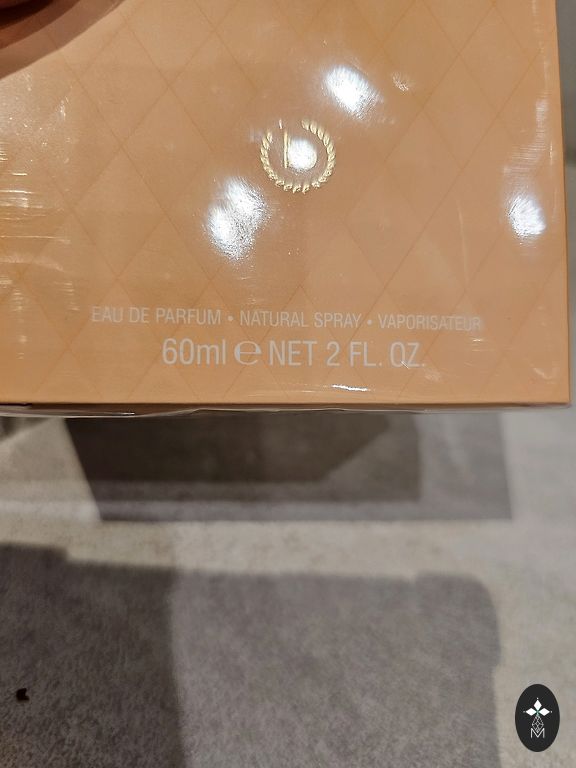 b
EAU DE PARFUM • NATURAL SPRAY • VAPORISATEUR
60ml ℮ NET 2 FL. OZ.
M